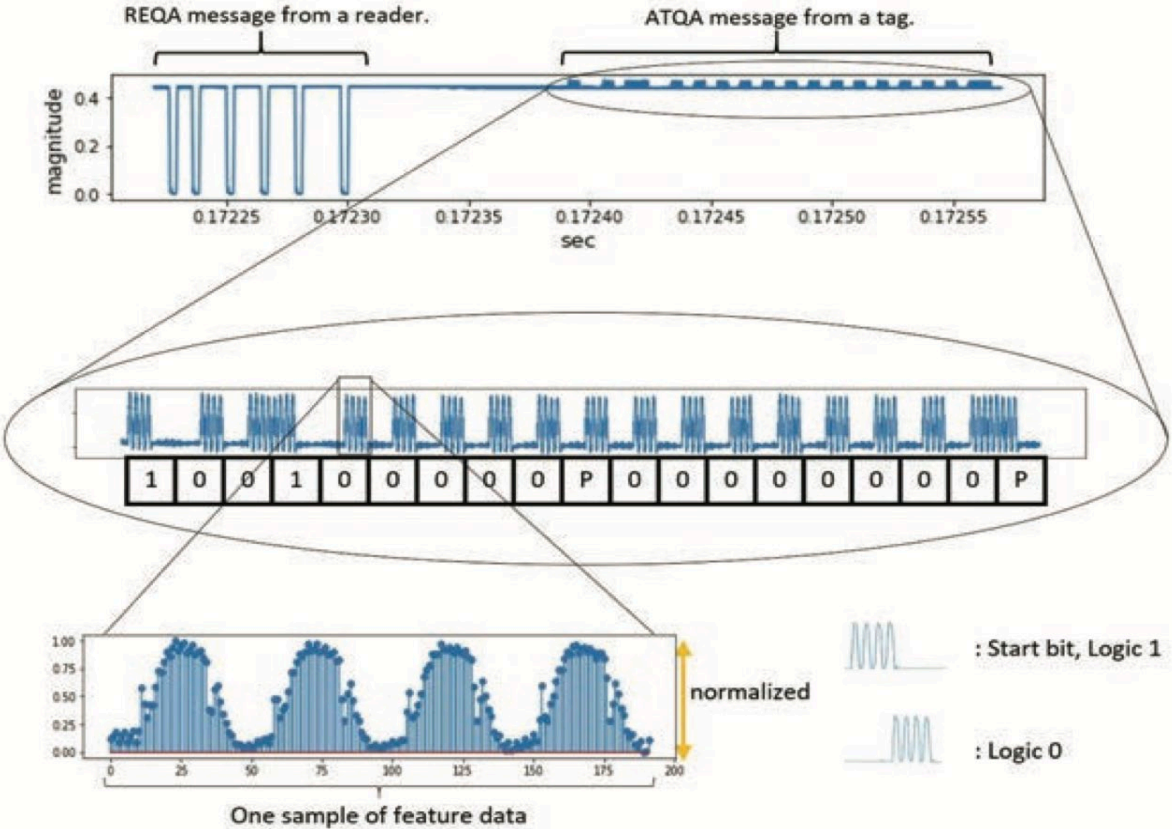 REQA message from a reader.
ATQA message from a tag.
magnitude
0.4
0.2
0.0
0.17225 0.17230 0.17235 0.17240 0.17245 0.17250 0.17255
sec
1 0 0 1 0 0 0 0 0 P 0 0 0 0 0 0 0 0 P
1.00
0.75
0.50
0.25
0.00
0 25 50 75 100 125 150 175 200
normalized
One sample of feature data
: Start bit, Logic 1
: Logic 0